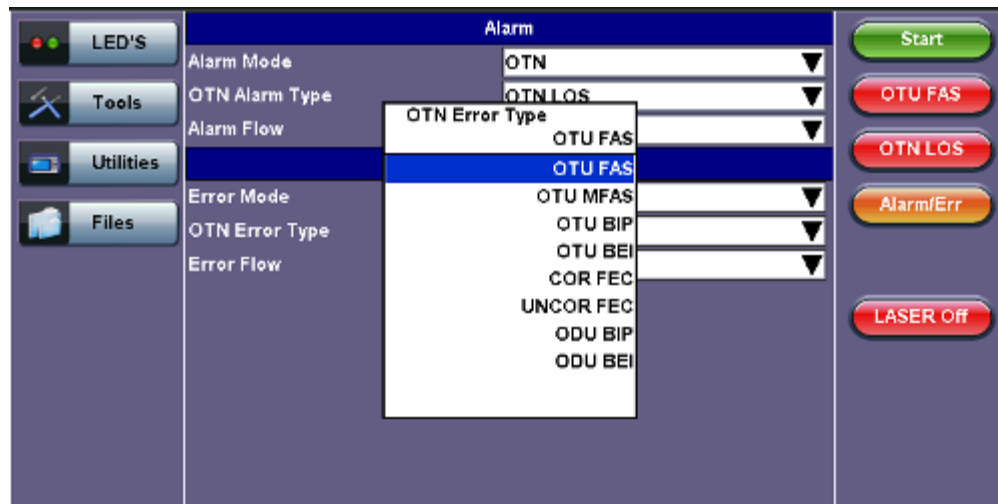 LED'S
Tools
Utilities
Files
Alarm
Alarm Mode OTN
OTN Alarm Type OTN LOS
Alarm Flow
Error Mode
OTN Error Type
Error Flow
OTN Error Type
OTU FAS
OTU FAS
OTU MFAS
OTU BIP
OTU BEI
COR FEC
UNCOR FEC
ODU BIP
ODU BEI
Start
OTU FAS
OTN LOS
Alarm/Err
LASER Off